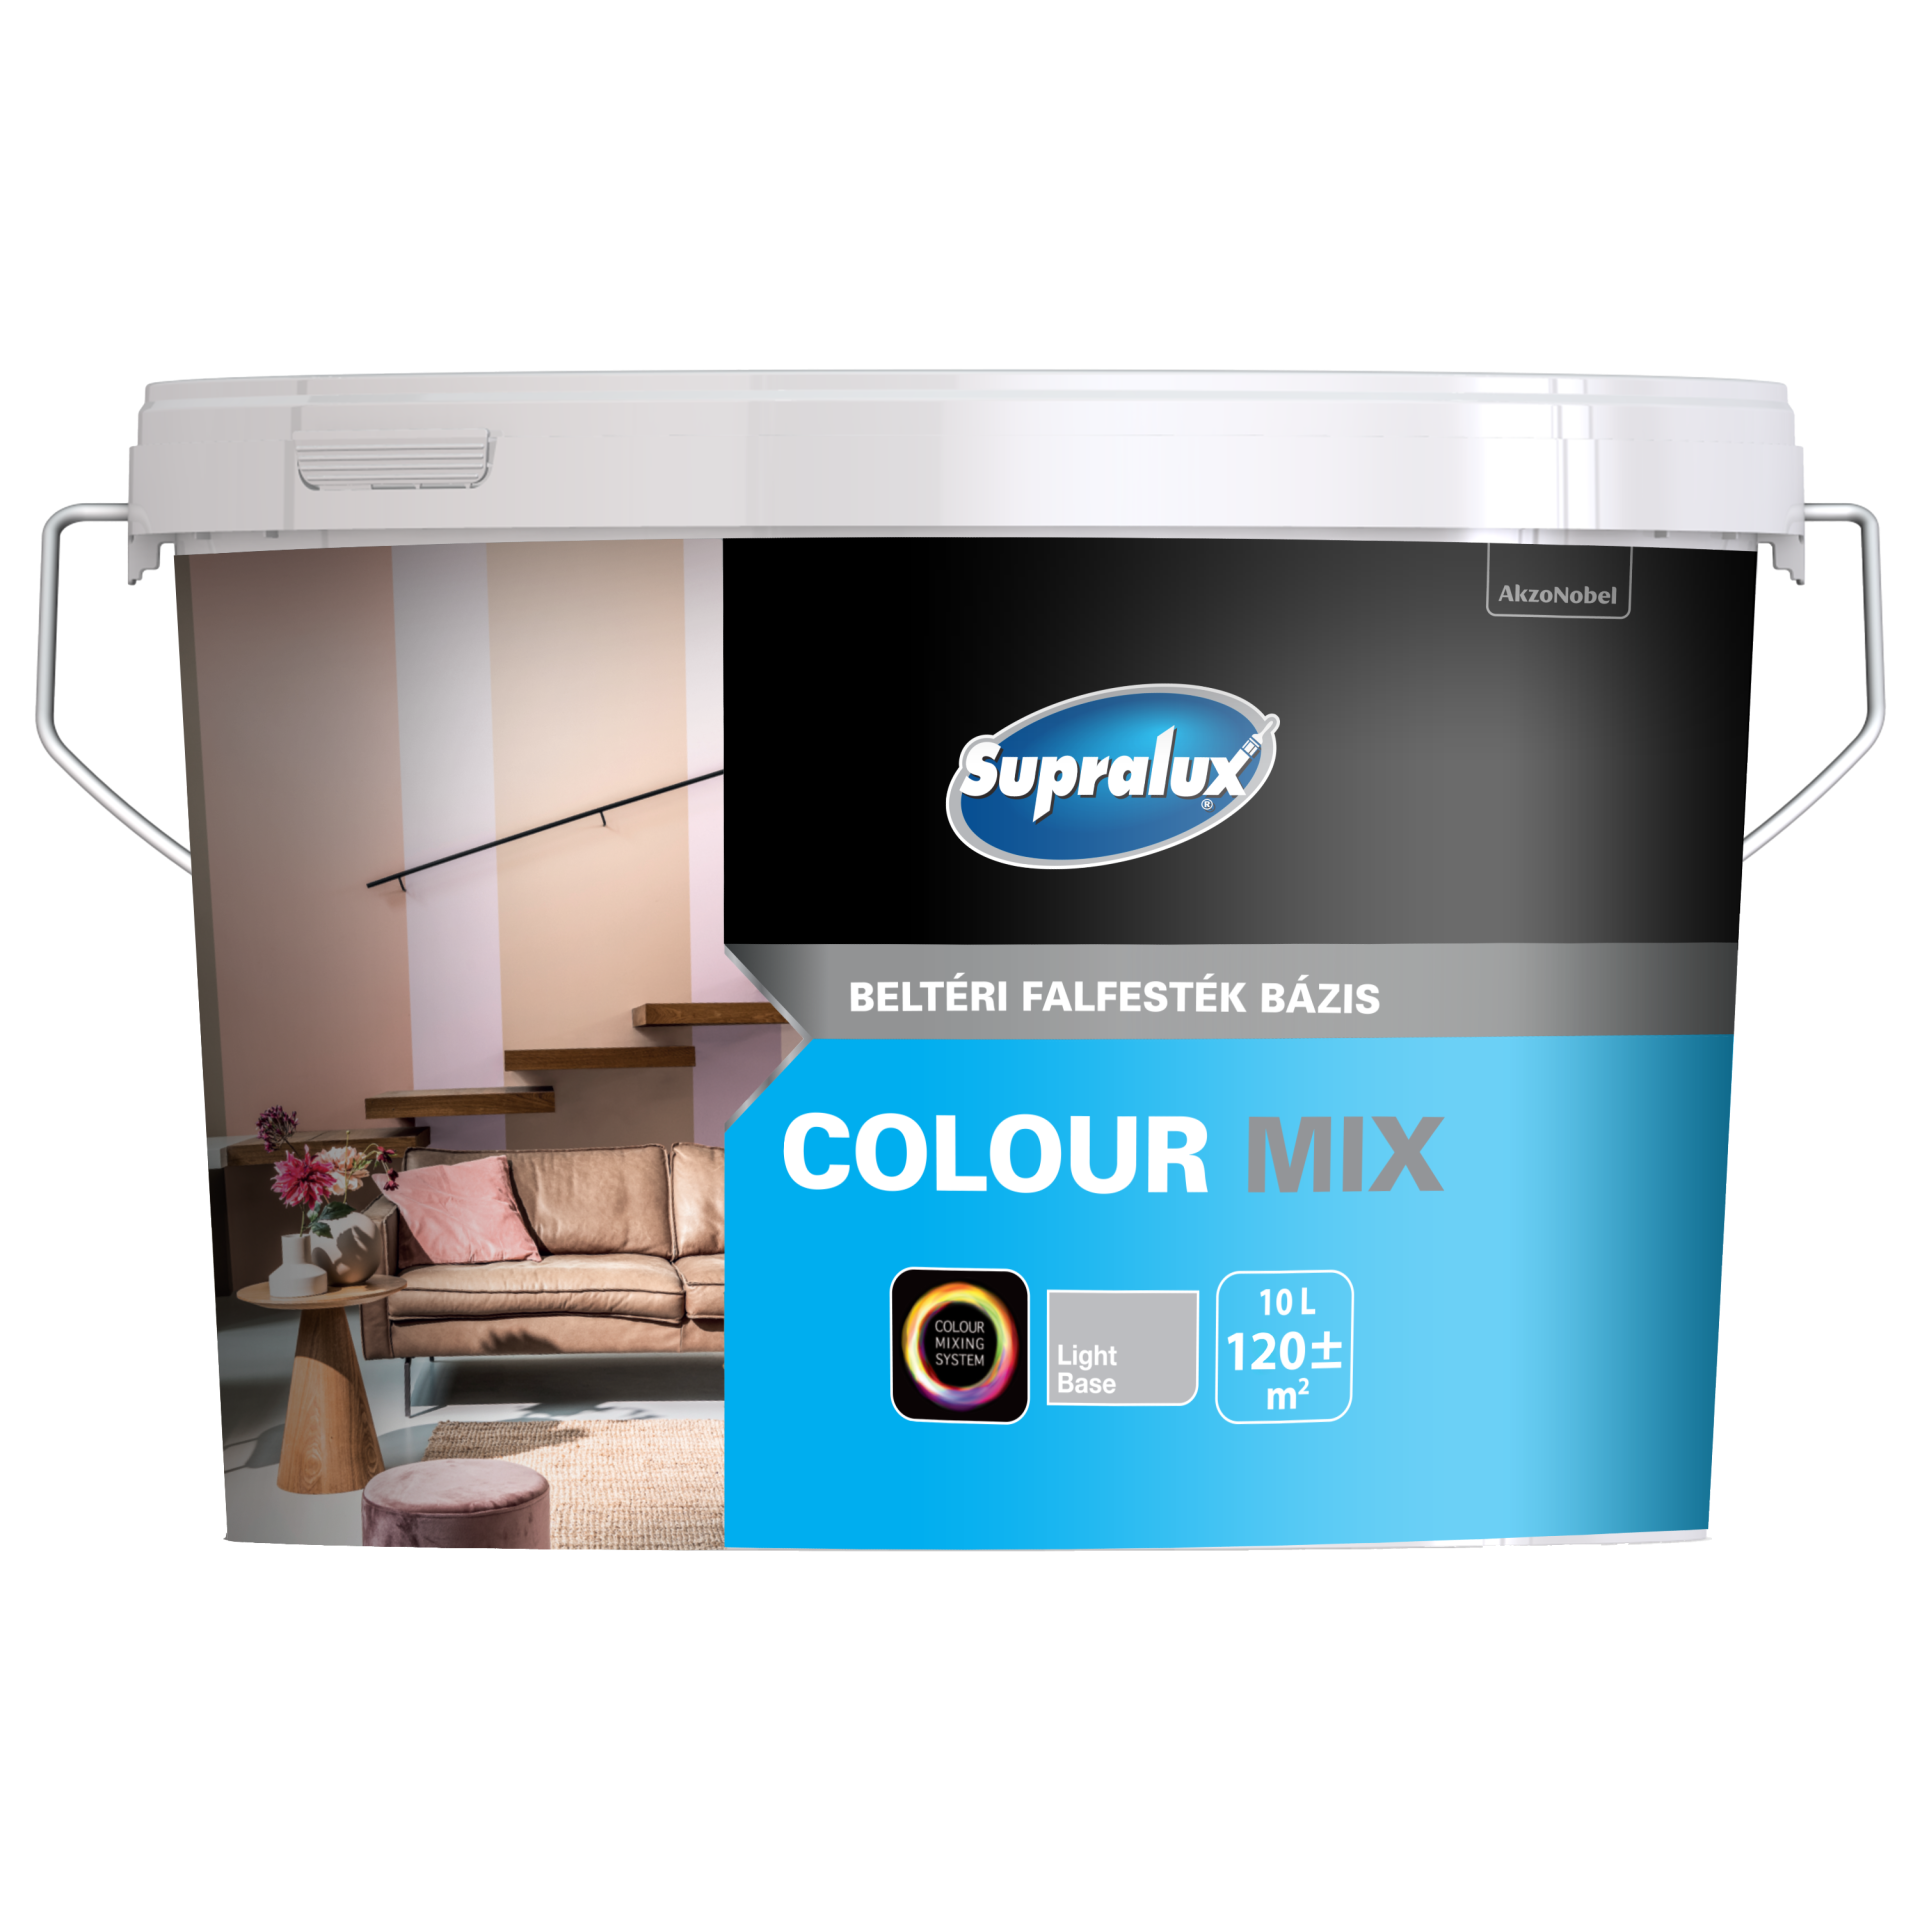 AkzoNobel
Supralux®
BELTÉRI FALFESTÉK BÁZIS
COLOUR MIX
COLOUR
MIXING
SYSTEM
Light
Base
10 L
120±
m²